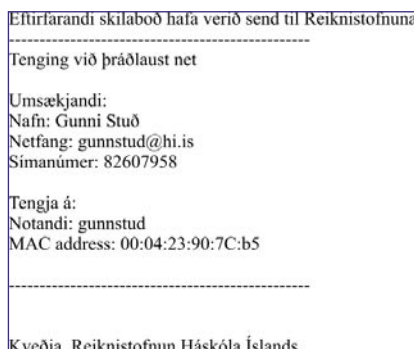 Eftirfarandi skilaboð hafa verið send til Reiknistofnuna
-------------------------------------------------
Tenging við þráðlaust net
Umsækjandi:
Nafn: Gunni Stuð
Netfang: gunnstud@hi.is
Símanúmer: 82607958
Tengja á:
Notandi: gunnstud
MAC address: 00:04:23:90:7C:b5
-------------------------------------------------
Kveðja, Reiknistofnun Háskóla Íslands